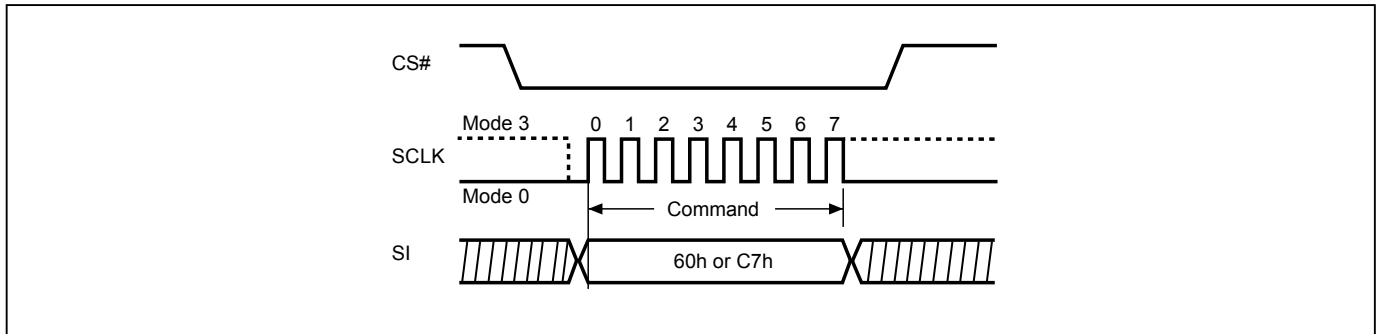 CS#
Mode 3 0 1 2 3 4 5 6 7
SCLK
Mode 0
Command
SI
60h or C7h